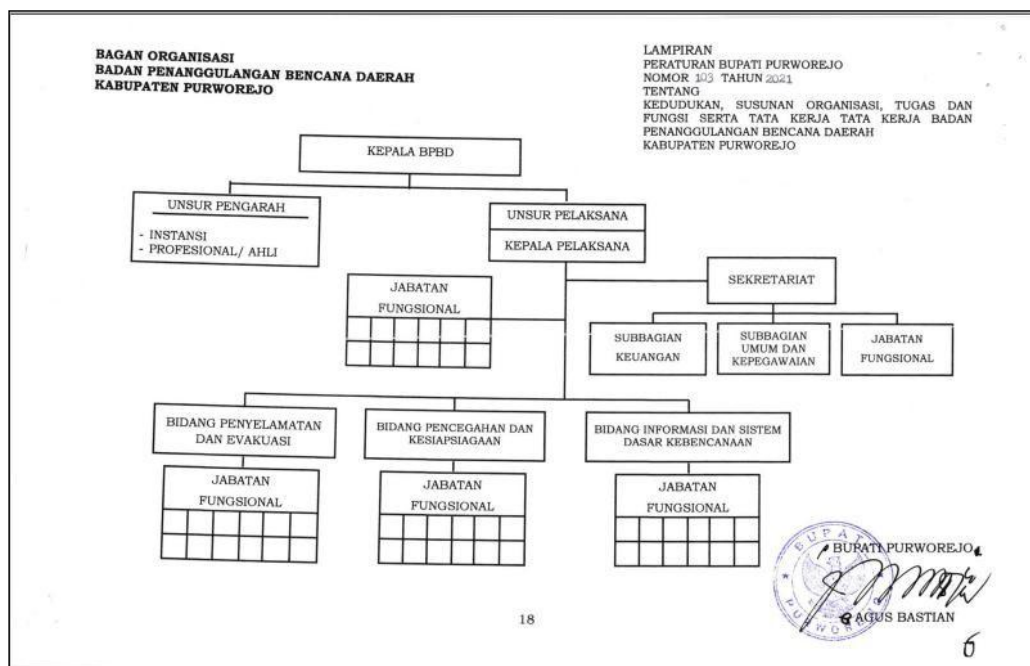 BAGAN ORGANISASI
BADAN PENANGGULANGAN BENCANA DAERAH
KABUPATEN PURWOREJO
LAMPIRAN
PERATURAN BUPATI PURWOREJO
NOMOR 103 TAHUN 2021
TENTANG
KEDUDUKAN, SUSUNAN ORGANISASI, TUGAS DAN
FUNGSI SERTA TATA KERJA TATA KERJA BADAN
PENANGGULANGAN BENCANA DAERAH
KABUPATEN PURWOREJO
KEPALA BPBD
UNSUR PENGARAH
- INSTANSI
- PROFESIONAL/ AHLI
UNSUR PELAKSANA
KEPALA PELAKSANA
SEKRETARIAT
JABATAN
FUNGSIONAL
SUBBAGIAN
KEUANGAN
SUBBAGIAN
UMUM DAN
KEPEGAWAIAN
JABATAN
FUNGSIONAL
BIDANG PENYELAMATAN
DAN EVAKUASI
BIDANG PENCEGAHAN DAN
KESIAPSIAGAAN
BIDANG INFORMASI DAN SISTEM
DASAR KEBENCANAAN
JABATAN
FUNGSIONAL
JABATAN
FUNGSIONAL
JABATAN
FUNGSIONAL
BUPATI PURWOREJO
BUPATI
PURWOREJO
AGUS BASTIAN
18
6